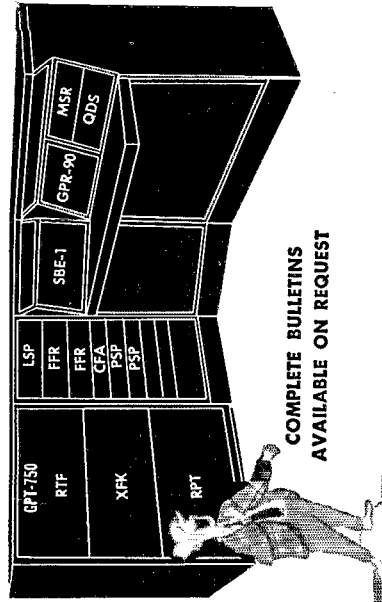 GPT-750
RTF
XFK
RPT
LSP
FFR
FFR
CFA
PSP
PSP
SBE-1
GPR-90
MSR
QDS
COMPLETE BULLETINS
AVAILABLE ON REQUEST